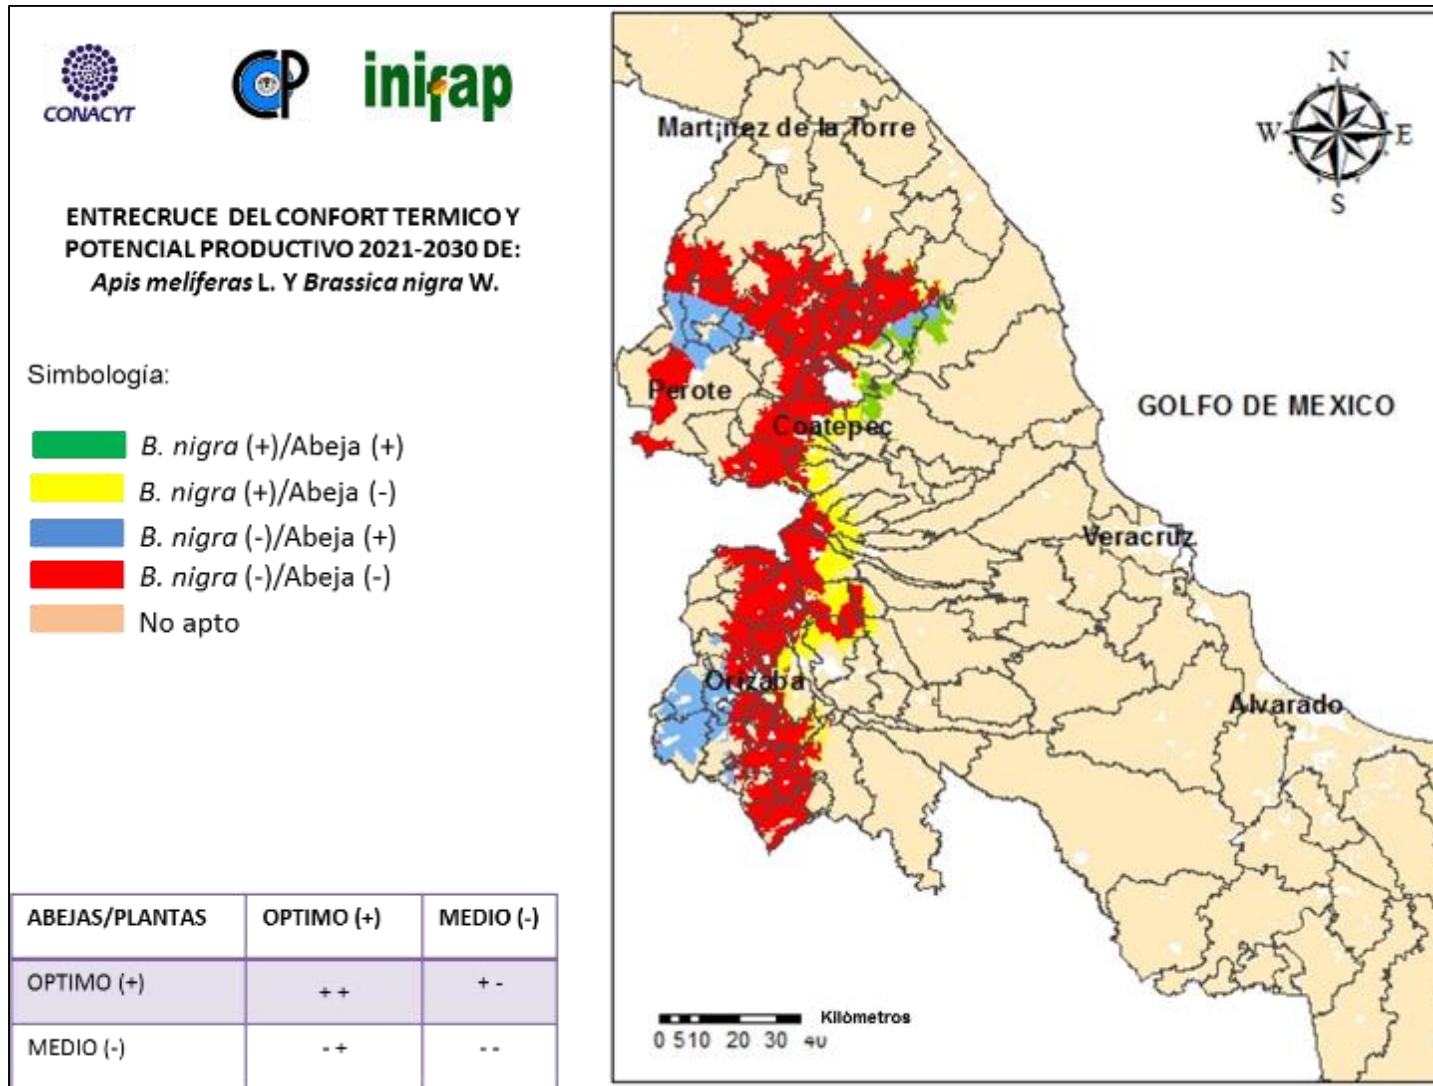 CONACYT
CP
inifap
ENTRECRUCE DEL CONFORT TERMICO Y
POTENCIAL PRODUCTIVO 2021-2030 DE:
Apis melíferas L. Y Brassica nigra W.
Simbología:
B. nigra (+)/Abeja (+)
B. nigra (+)/Abeja (-)
B. nigra (-)/Abeja (+)
B. nigra (-)/Abeja (-)
No apto
ABEJAS/PLANTAS OPTIMO (+) MEDIO (-)
OPTIMO (+) + + + -
MEDIO (-) - + - -
N
W E
S
Mart¡nez de la Torre
Perote
Coatepec
GOLFO DE MEXICO
Veracruz
Orizaba
Alvarado
Kilòmetros
0 5 10 20 30 40